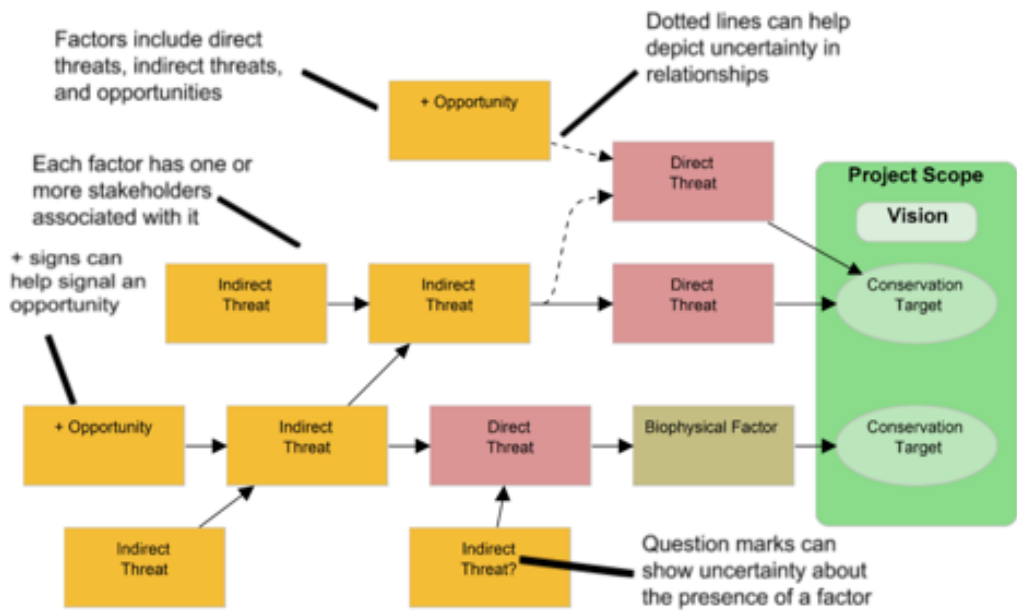 Factors include direct
threats, indirect threats,
and opportunities
Dotted lines can help
depict uncertainty in
relationships
+ Opportunity
Each factor has one or
more stakeholders
associated with it
Direct
Threat
Project Scope
Vision
+ signs can
help signal an
opportunity
Indirect
Threat
Indirect
Threat
Direct
Threat
Conservation
Target
+ Opportunity
Indirect
Threat
Direct
Threat
Biophysical Factor
Conservation
Target
Indirect
Threat
Indirect
Threat?
Question marks can
show uncertainty about
the presence of a factor